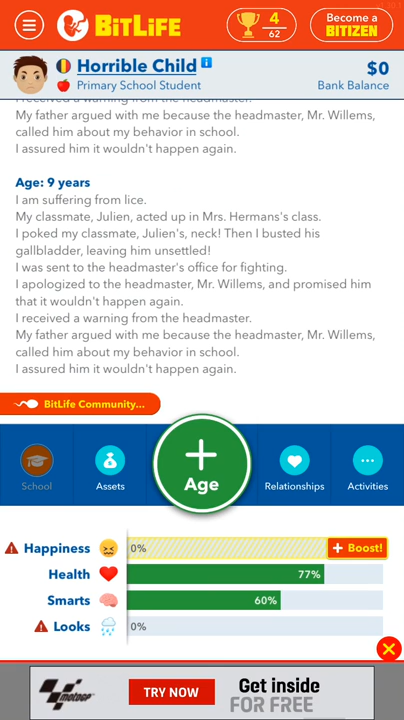 v1.20.3
BITLIFE
4
62
Become a
BITIZEN
Horrible Child i
Primary School Student
$0
Bank Balance
I received a warning from the headmaster.
My father argued with me because the headmaster, Mr. Willems,
called him about my behavior in school.
I assured him it wouldn't happen again.
Age: 9 years
I am suffering from lice.
My classmate, Julien, acted up in Mrs. Hermans's class.
I poked my classmate, Julien's, neck! Then I busted his
gallbladder, leaving him unsettled!
I was sent to the headmaster's office for fighting.
I apologized to the headmaster, Mr. Willems, and promised him
that it wouldn't happen again.
I received a warning from the headmaster.
My father argued with me because the headmaster, Mr. Willems,
called him about my behavior in school.
I assured him it wouldn't happen again.
BitLife Community...
School
Assets
+
Age
Relationships
Activities
Happiness
0%
+ Boost!
Health
77%
Smarts
60%
Looks
0%
MotoGP
TRY NOW
Get inside
FOR FREE